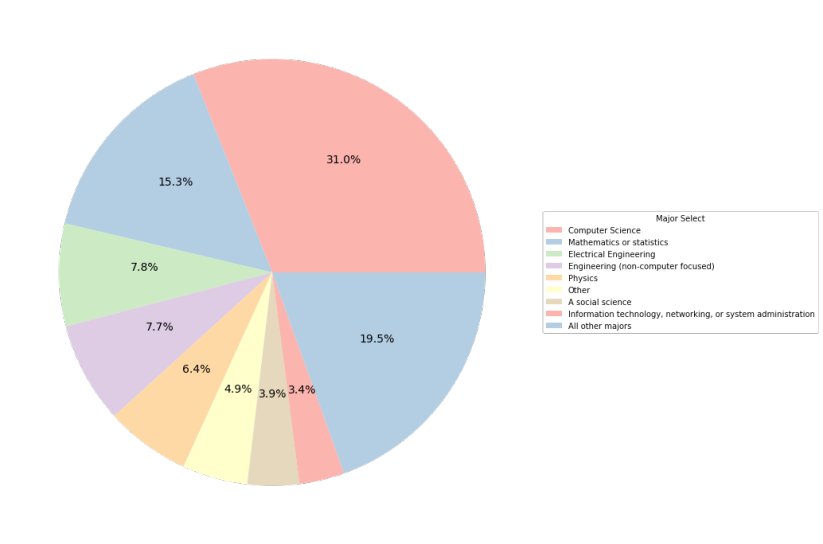 31.0%
15.3%
7.8%
7.7%
6.4%
4.9%
3.9%
3.4%
19.5%
Major Select
Computer Science
Mathematics or statistics
Electrical Engineering
Engineering (non-computer focused)
Physics
Other
A social science
Information technology, networking, or system administration
All other majors